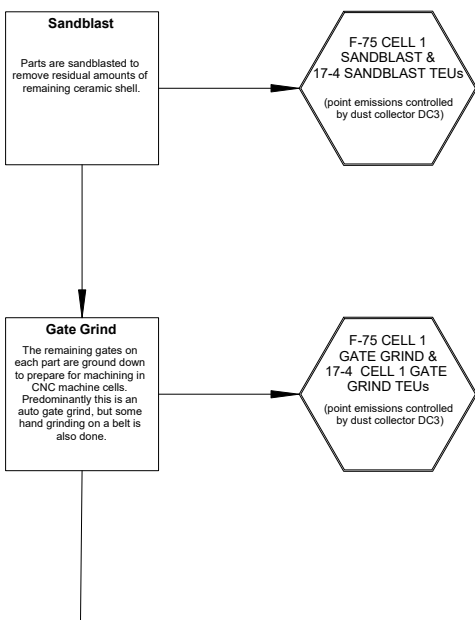 Sandblast
Parts are sandblasted to
remove residual amounts of
remaining ceramic shell.
F-75 CELL 1
SANDBLAST &
17-4 SANDBLAST TEUs
(point emissions controlled
by dust collector DC3)
Gate Grind
The remaining gates on
each part are ground down
to prepare for machining in
CNC machine cells.
Predominantly this is an
auto gate grind, but some
hand grinding on a belt is
also done.
F-75 CELL 1
GATE GRIND &
17-4 CELL 1 GATE
GRIND TEUs
(point emissions controlled
by dust collector DC3)